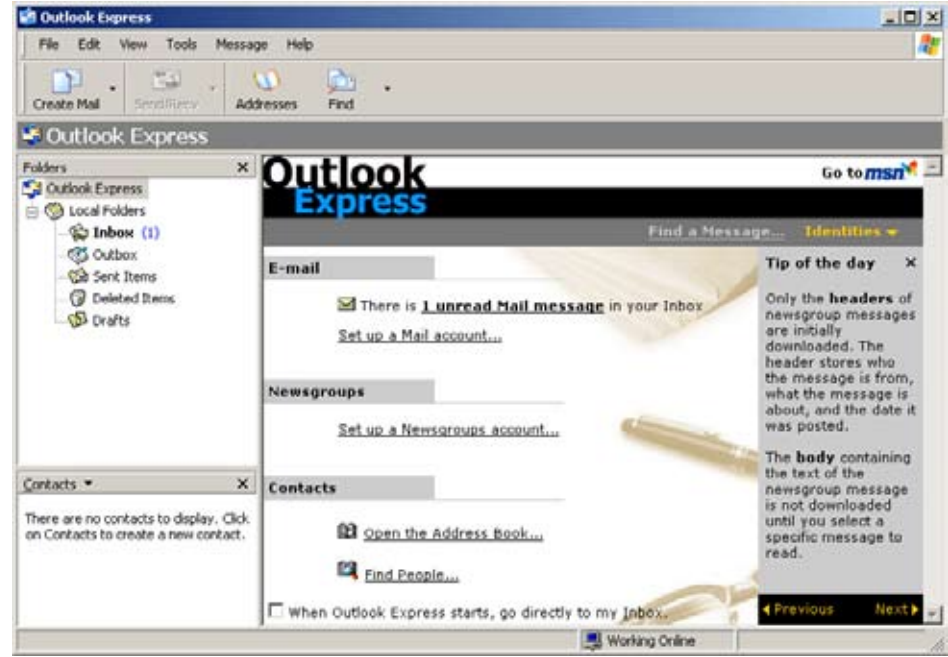 Outlook Express
File Edit View Tools Message Help
Create Mail Send/Recv Addresses Find
Outlook Express
Folders
Outlook Express
Local Folders
Inbox (1)
Outbox
Sent Items
Deleted Items
Drafts
Contacts
There are no contacts to display. Click
on Contacts to create a new contact.
Outlook
Express
Go to msn
Find a Message... Identities
E-mail
There is 1 unread Mail message in your Inbox
Set up a Mail account...
Newsgroups
Set up a Newsgroups account...
Contacts
Open the Address Book...
Find People...
When Outlook Express starts, go directly to my Inbox.
Tip of the day
Only the headers of
newsgroup messages
are initially
downloaded. The
header stores who
the message is from,
what the message is
about, and the date it
was posted.
The body containing
the text of the
newsgroup message
is not downloaded
until you select a
specific message to
read.
Previous Next
Working Online